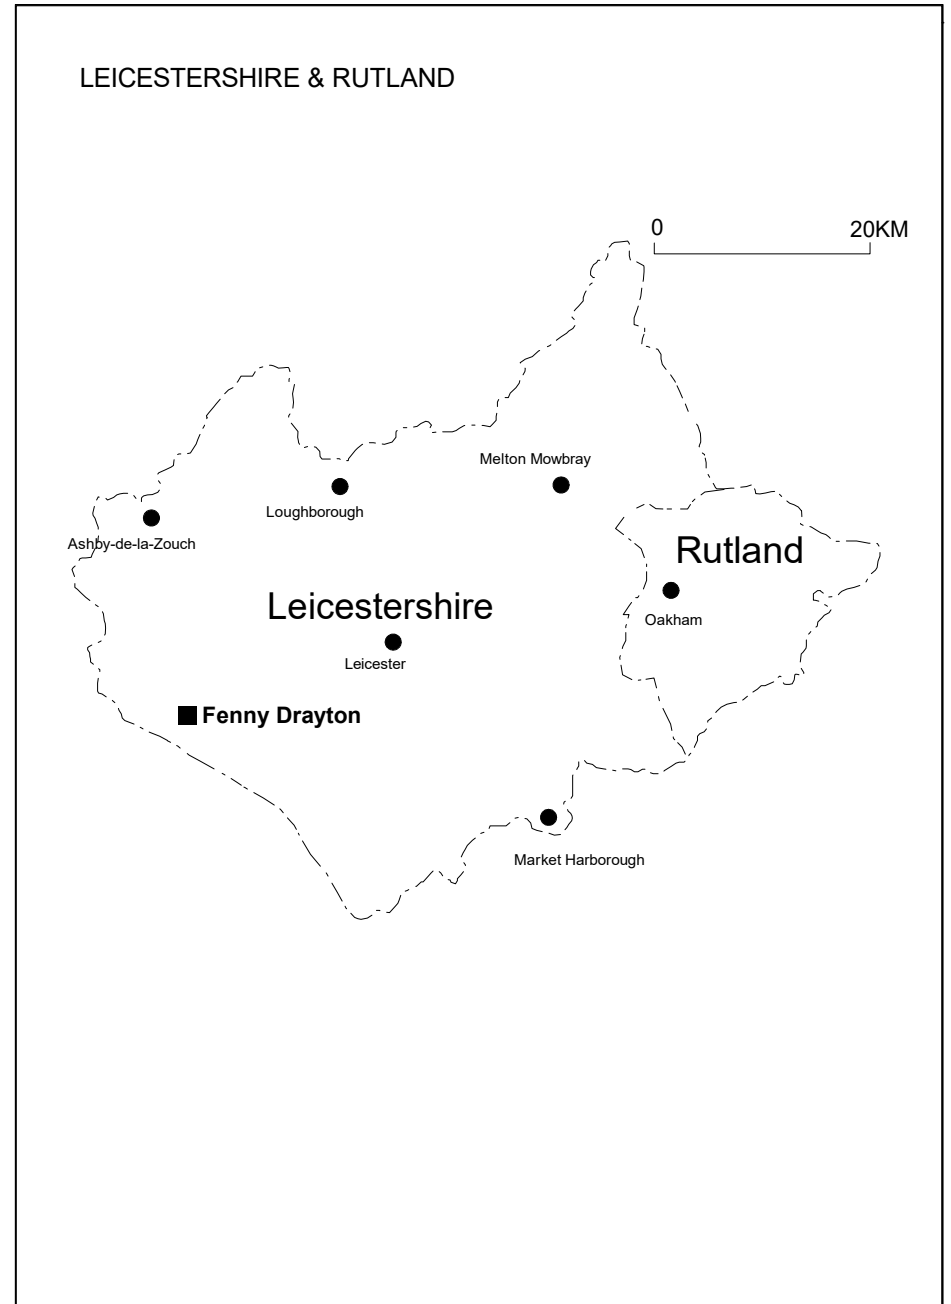 LEICESTERSHIRE & RUTLAND
0 20KM
Melton Mowbray
Loughborough
Ashby-de-la-Zouch
Rutland
Leicestershire
Oakham
Leicester
Fenny Drayton
Market Harborough